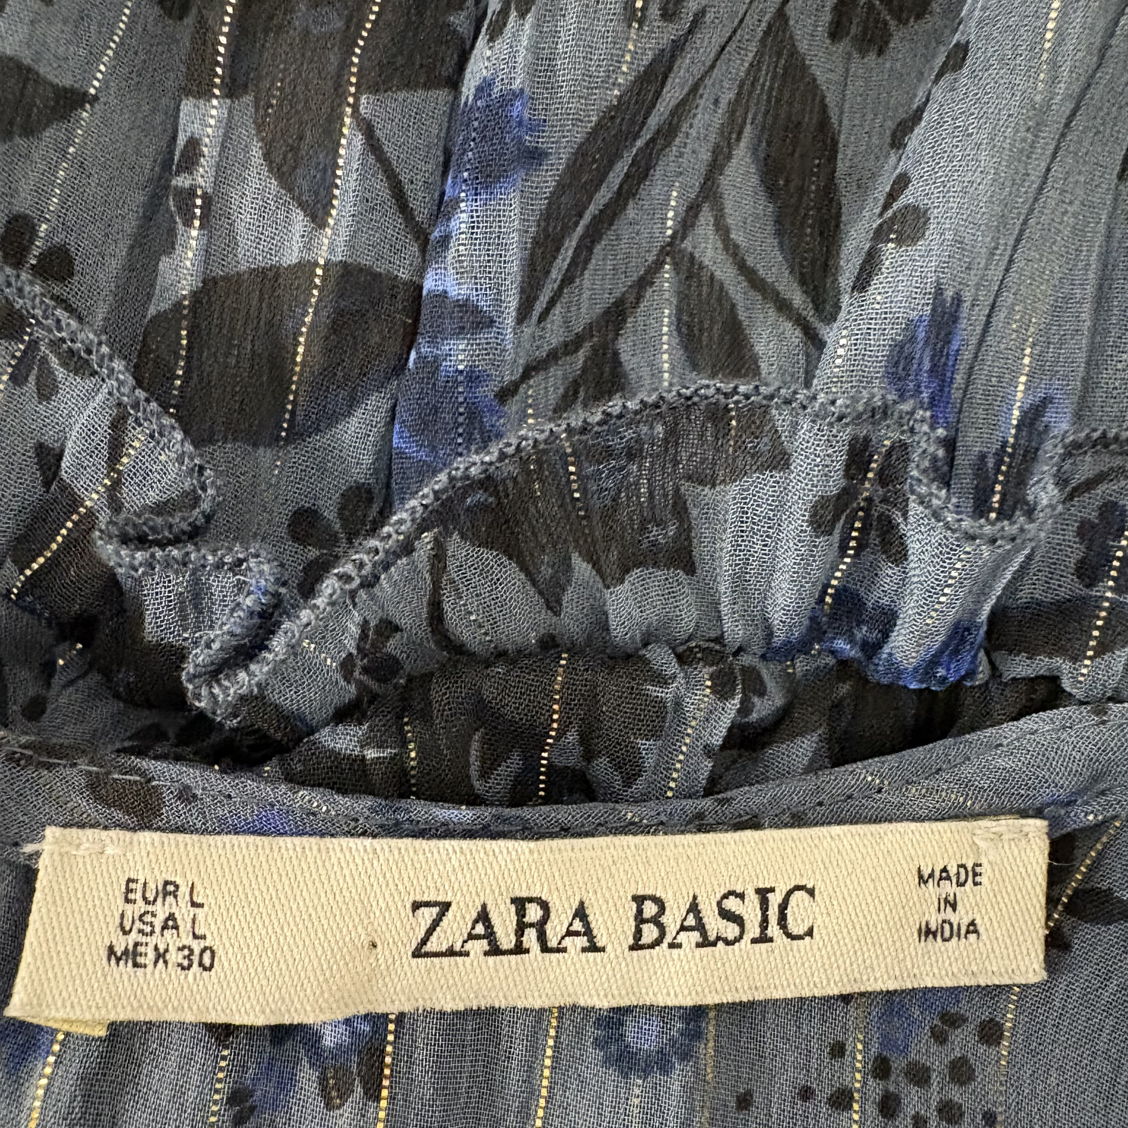 EUR L
USA L
MEX 30
ZARA BASIC
MADE
IN
INDIA